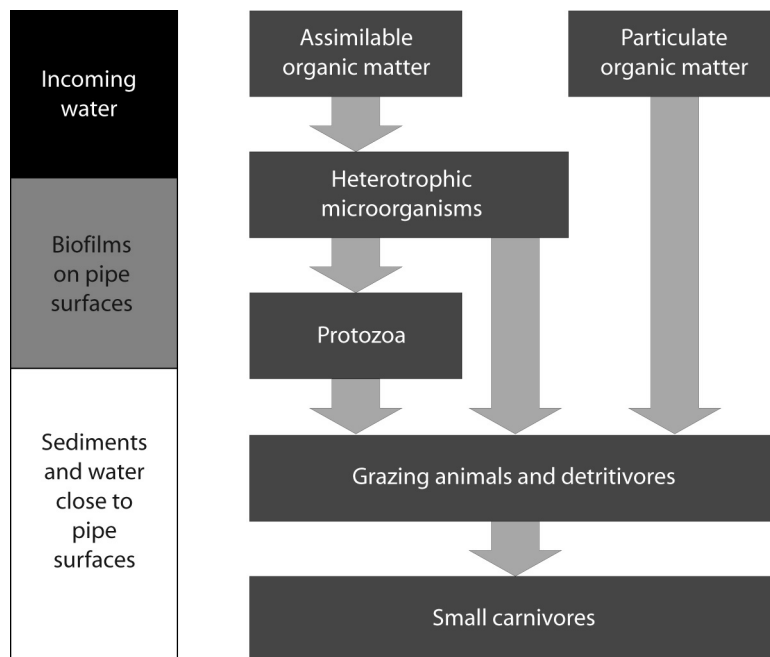 Incoming
water
Assimilable
organic matter
Particulate
organic matter
Heterotrophic
microorganisms
Biofilms
on pipe
surfaces
Protozoa
Sediments
and water
close to
pipe
surfaces
Grazing animals and detritivores
Small carnivores